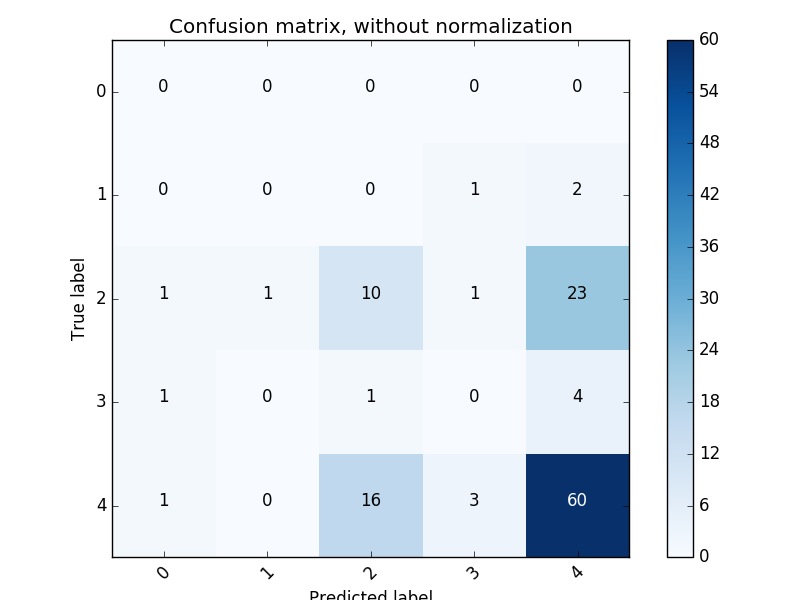 Confusion matrix, without normalization
0 0 0 0 0 0
1 0 0 0 1 2
2 1 1 10 1 23
3 1 0 1 0 4
4 1 0 16 3 60
0 1 2 3 4
True label
Predicted label
60
54
48
42
36
30
24
18
12
6
0